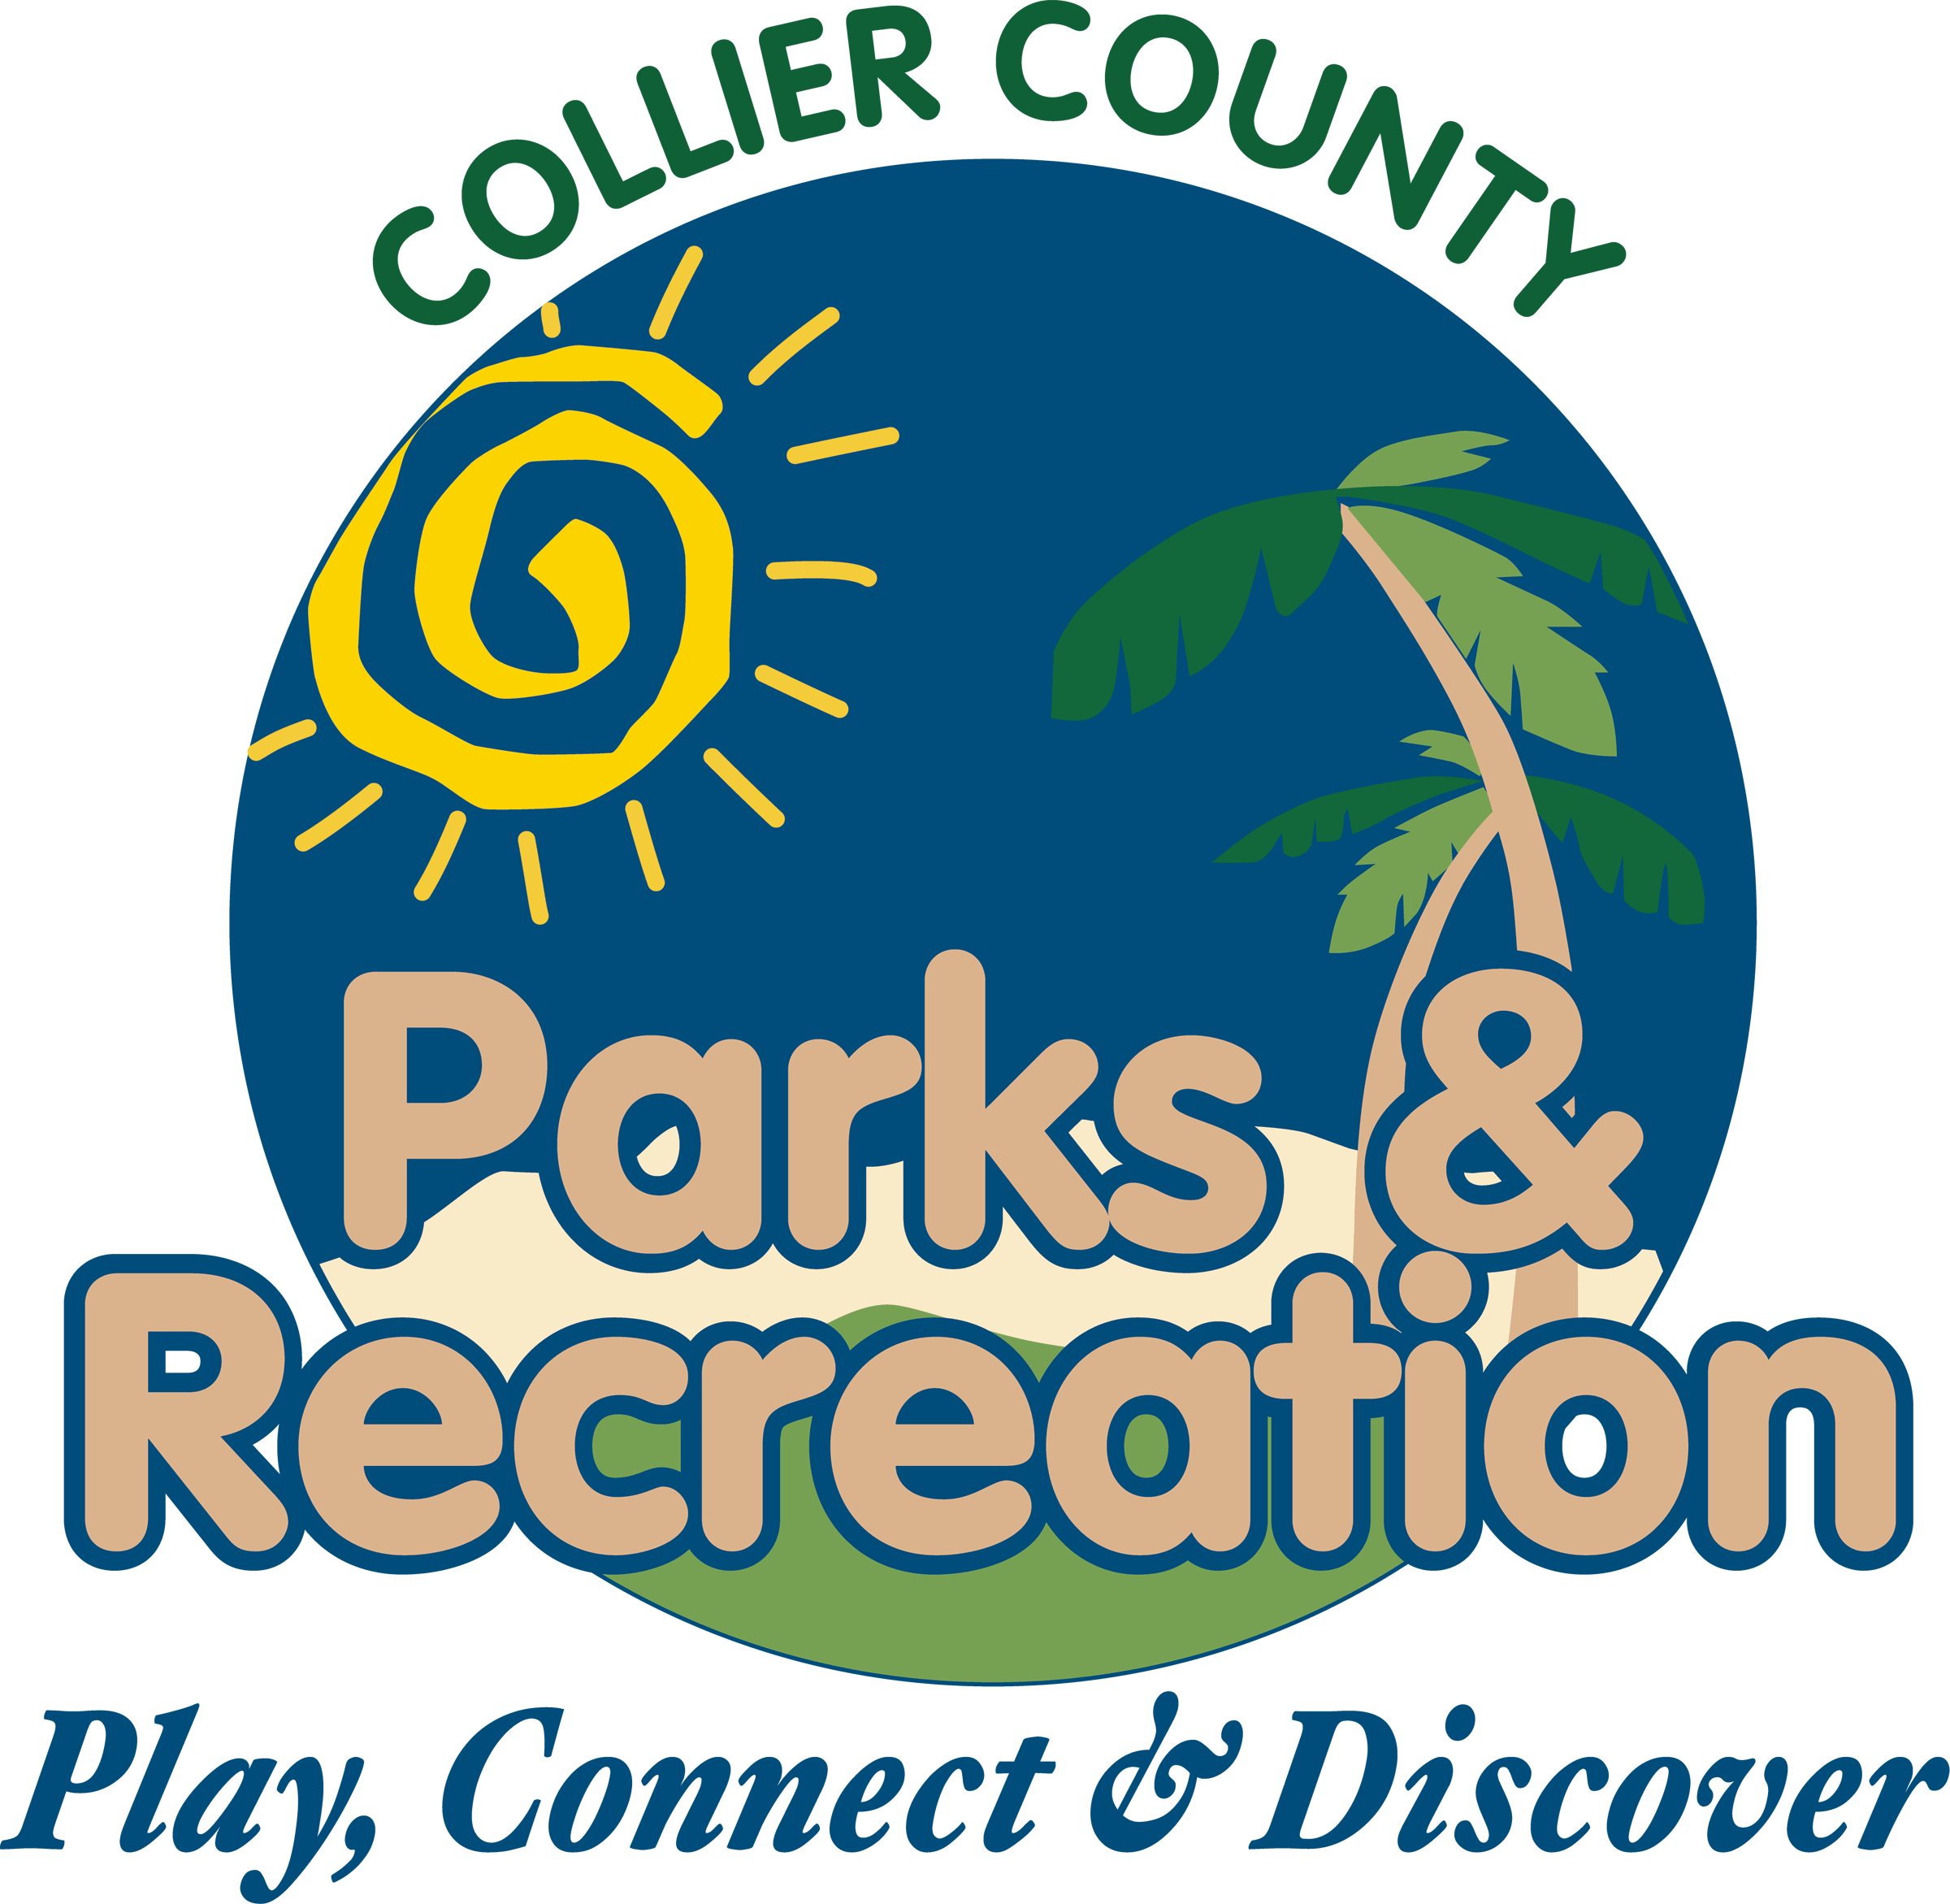 COLLIER COUNTY
Parks &
Recreation
Play, Connect & Discover